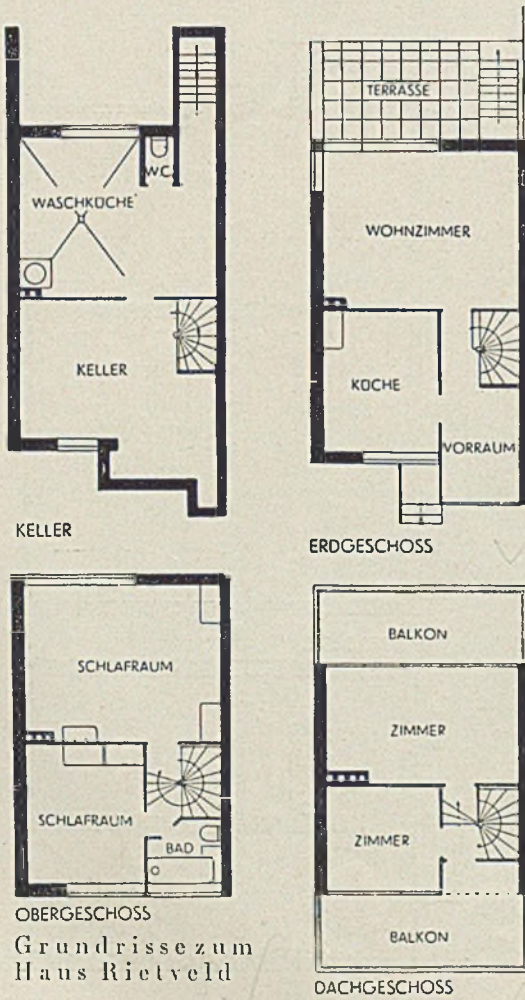 WC
WASCHKÜCHE
KELLER
KELLER
TERRASSE
WOHNZIMMER
KÜCHE
VORRAUM
ERDGESCHOSS
SCHLAFRAUM
SCHLAFRAUM
BAD
OBERGESCHOSS
Grundrisse zum
Haus Rietveld
BALKON
ZIMMER
ZIMMER
BALKON
DACHGESCHOSS